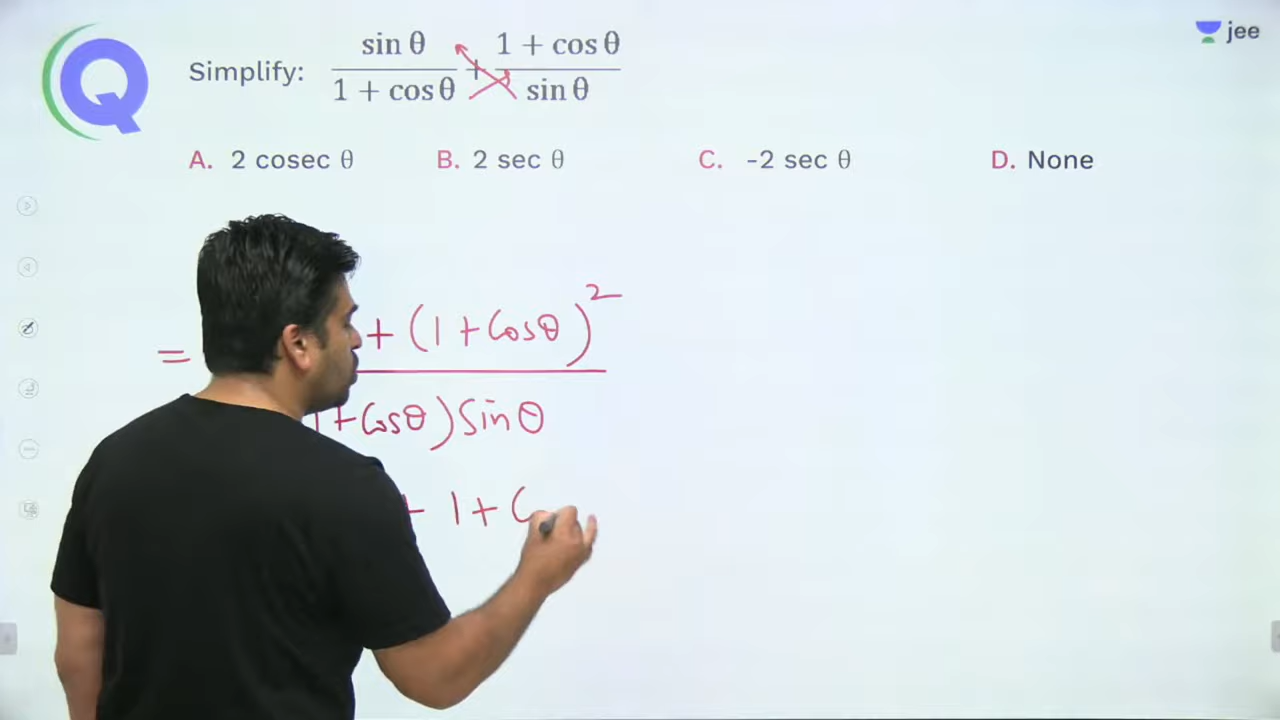 jee
Simplify: sin θ / 1 + cos θ + 1 + cos θ / sin θ
A. 2 cosec θ B. 2 sec θ C. -2 sec θ D. None
= + (1 + Cosθ)²
1 + Cosθ) Sinθ
+ 1 + C